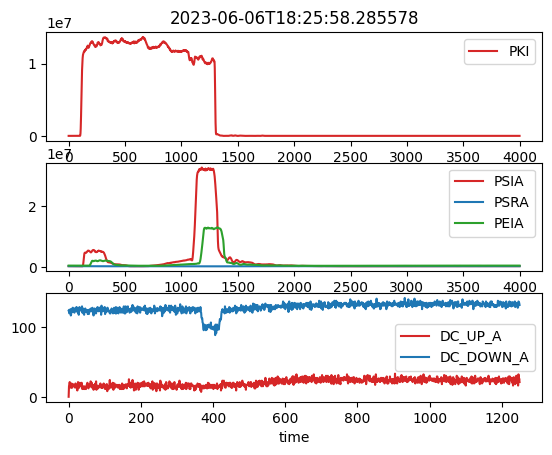 2023-06-06T18:25:58.285578
1e7
PKI
1
0
0 500 1000 1500 2000 2500 3000 3500 4000
1e7
PSIA
PSRA
PEIA
2
0
0 500 1000 1500 2000 2500 3000 3500 4000
100
DC_UP_A
DC_DOWN_A
0
0 200 400 600 800 1000 1200
time